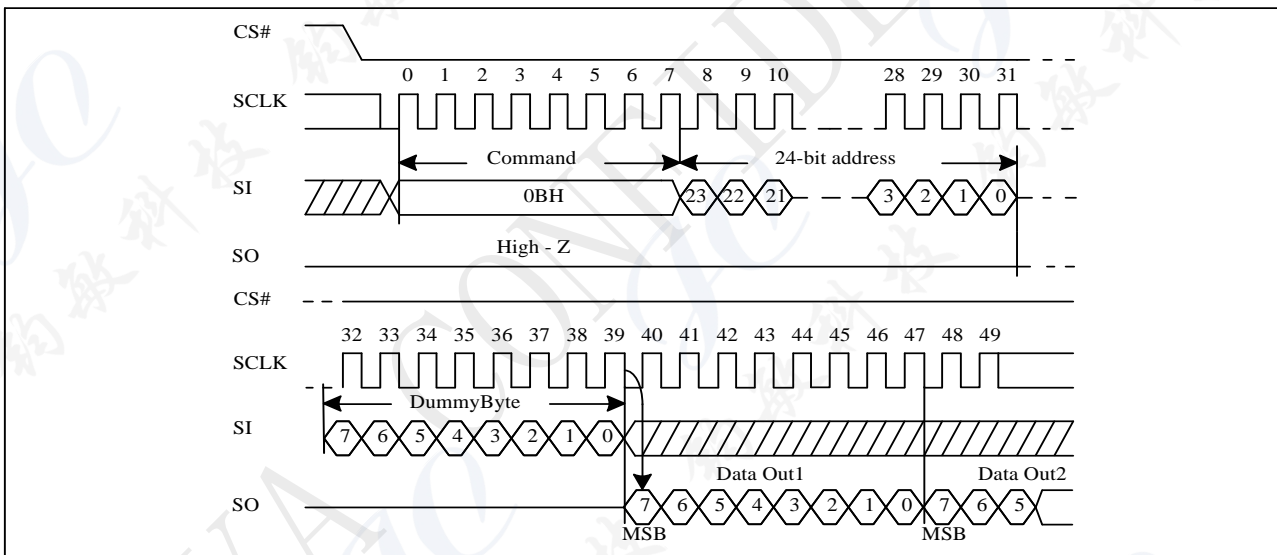 CS#
0 1 2 3 4 5 6 7 8 9 10 28 29 30 31
SCLK
Command 24-bit address
SI 0BH 23 22 21 3 2 1 0
High - Z
SO
CS#
32 33 34 35 36 37 38 39 40 41 42 43 44 45 46 47 48 49
SCLK
DummyByte
SI 7 6 5 4 3 2 1 0
Data Out1 Data Out2
SO 7 6 5 4 3 2 1 0 7 6 5
MSB MSB